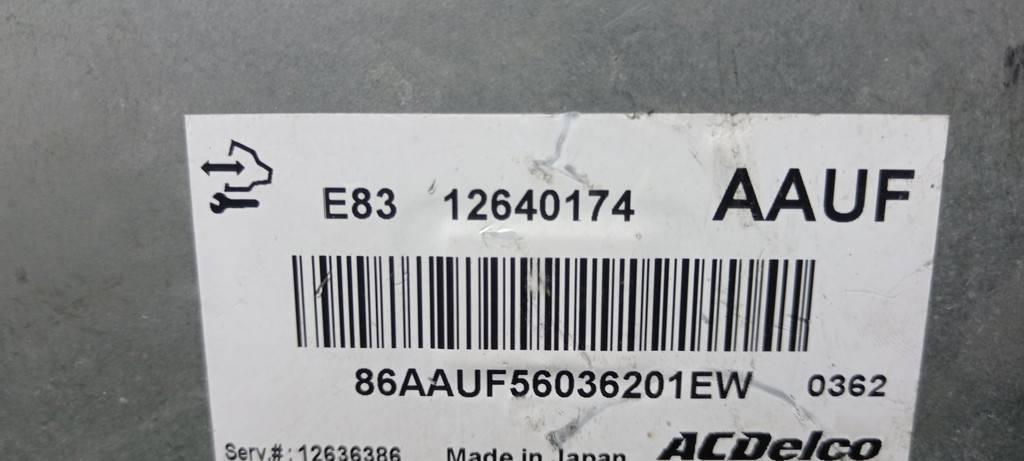 E83 12640174 AAUF
86AAUF56036201EW 0362
Serv.#: 12636386 Made in Japan ACDelco